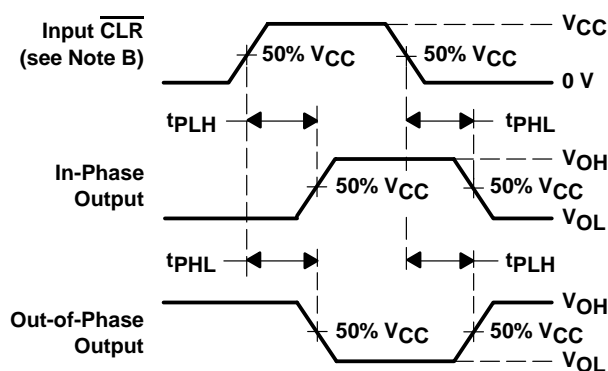 Input CLR
(see Note B)
50% VCC
50% VCC
VCC
0 V
tPLH
tPHL
In-Phase
Output
50% VCC
50% VCC
VOH
VOL
tPHL
tPLH
Out-of-Phase
Output
50% VCC
50% VCC
VOH
VOL